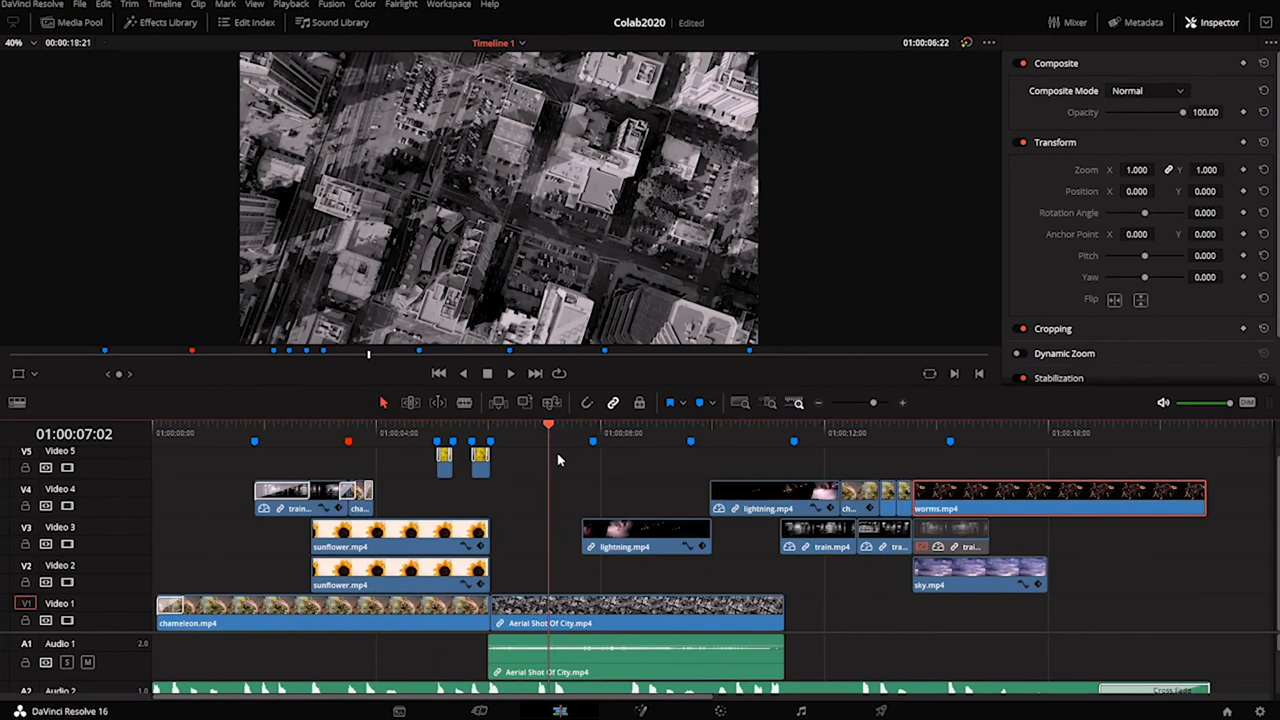 DaVinci Resolve File Edit Trim Timeline Clip Mark View Playback Fusion Color Fairlight Workspace Help
Media Pool Effects Library Edit Index Sound Library Colab2020 Edited Mixer Metadata Inspector
40% 00:00:18:21 Timeline 1 01:00:06:22
Composite
Composite Mode Normal
Opacity 100.00
Transform
Zoom X 1.000 Y 1.000
Position X 0.000 Y 0.000
Rotation Angle 0.000
Anchor Point X 0.000 Y 0.000
Pitch 0.000
Yaw 0.000
Flip
Cropping
Dynamic Zoom
Stabilization
DIM
01:00:07:02 01:00:00:00 01:00:04:00 01:00:08:00 01:00:12:00 01:00:16:00
V5 Video 5
V4 Video 4
train... cha... lightning.mp4 ch... worms.mp4
V3 Video 3
sunflower.mp4 lightning.mp4 train.mp4 tra... trai...
V2 Video 2
sunflower.mp4 sky.mp4
V1 Video 1
chameleon.mp4 Aerial Shot Of City.mp4
A1 Audio 1 2.0
S M
Aerial Shot Of City.mp4
A2 Audio 2 2.0 Cross Fade
DaVinci Resolve 16